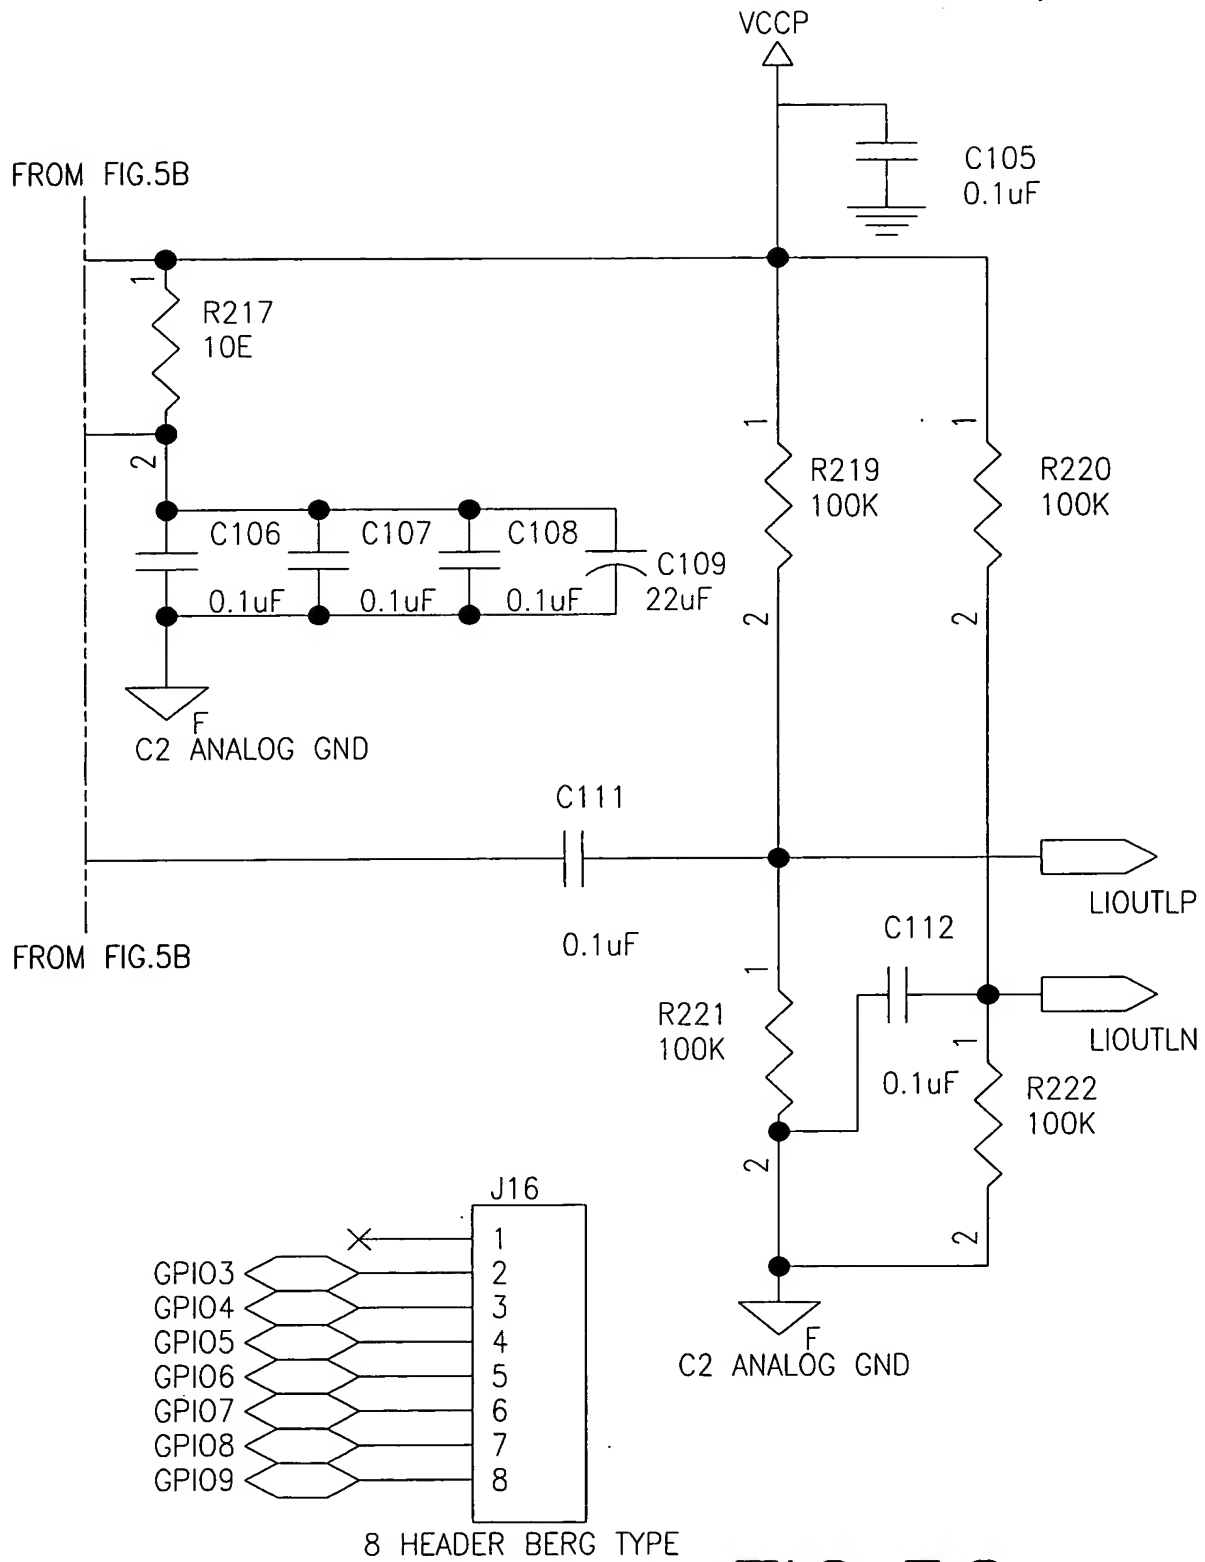 VCCP
C105
0.1uF
FROM FIG.5B
1
R217
10E
2
1
R219
100K
2
1
R220
100K
2
C106
0.1uF
C107
0.1uF
C108
0.1uF
C109
22uF
F
C2 ANALOG GND
C111
0.1uF
LIOUTLP
FROM FIG.5B
C112
0.1uF
LIOUTLN
1
R221
100K
2
1
R222
100K
2
F
C2 ANALOG GND
J16
1
GPIO3 2
GPIO4 3
GPIO5 4
GPIO6 5
GPIO7 6
GPIO8 7
GPIO9 8
8 HEADER BERG TYPE